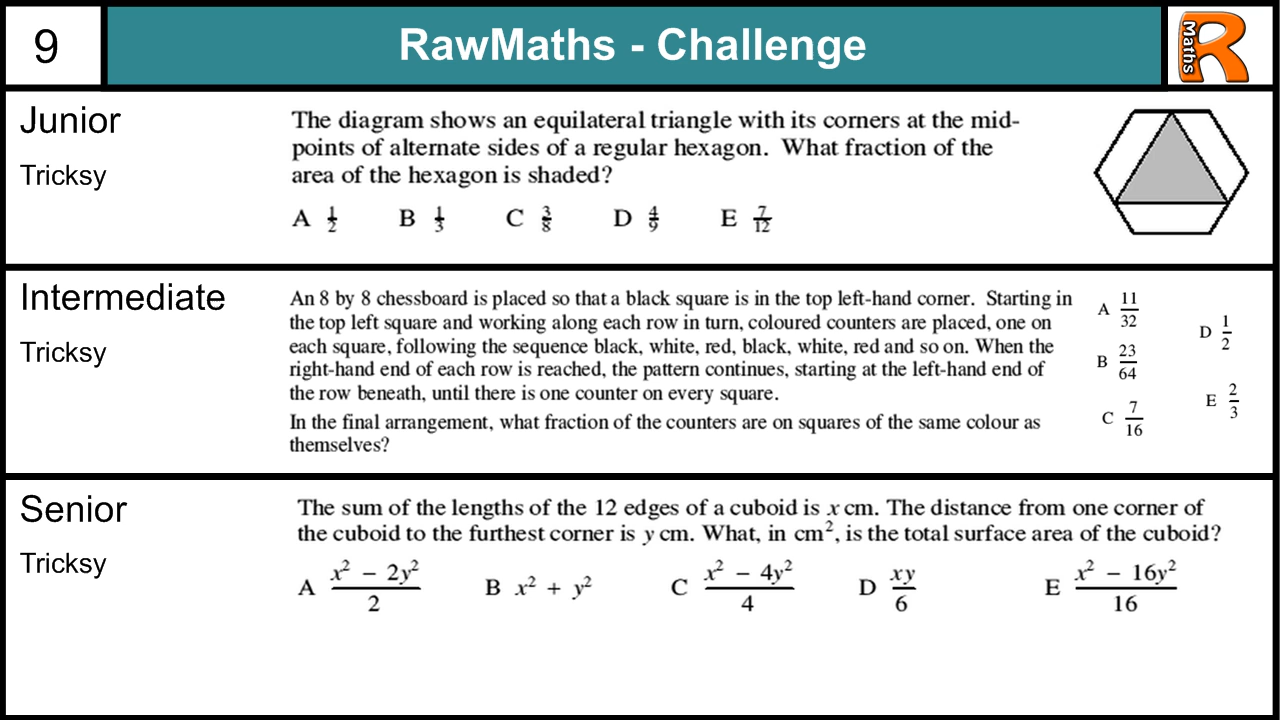 9
RawMaths - Challenge
Maths R
Junior
Tricksy
The diagram shows an equilateral triangle with its corners at the mid-
points of alternate sides of a regular hexagon. What fraction of the
area of the hexagon is shaded?
A 1/2 B 1/3 C 3/8 D 4/9 E 7/12
Intermediate
Tricksy
An 8 by 8 chessboard is placed so that a black square is in the top left-hand corner. Starting in
the top left square and working along each row in turn, coloured counters are placed, one on
each square, following the sequence black, white, red, black, white, red and so on. When the
right-hand end of each row is reached, the pattern continues, starting at the left-hand end of
the row beneath, until there is one counter on every square.
In the final arrangement, what fraction of the counters are on squares of the same colour as
themselves?
A 11/32
B 23/64
C 7/16
D 1/2
E 2/3
Senior
Tricksy
The sum of the lengths of the 12 edges of a cuboid is x cm. The distance from one corner of
the cuboid to the furthest corner is y cm. What, in cm², is the total surface area of the cuboid?
A (x² − 2y²)/2 B x² + y² C (x² − 4y²)/4 D xy/6 E (x² − 16y²)/16